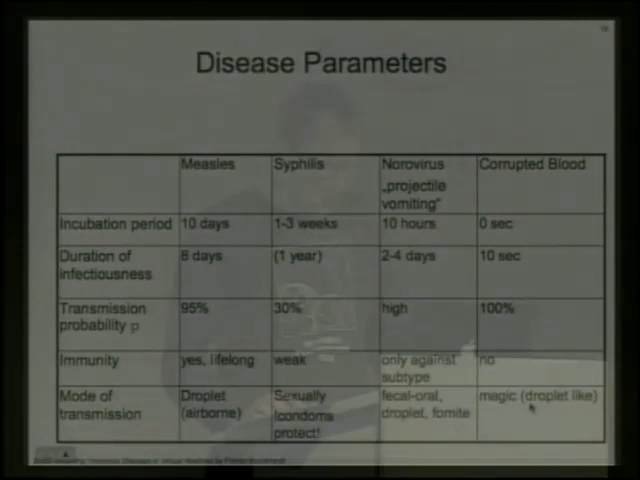 Disease Parameters
Measles Syphilis Norovirus Corrupted Blood
„projectile
vomiting“
Incubation period 10 days 1-3 weeks 10 hours 0 sec
Duration of 8 days (1 year) 2-4 days 10 sec
infectiousness
Transmission 95% 30% high 100%
probability p
Immunity yes, lifelong weak only against no
subtype
Mode of Droplet Sexually fecal-oral, magic (droplet like)
transmission (airborne) (condoms droplet, fomite
protect!